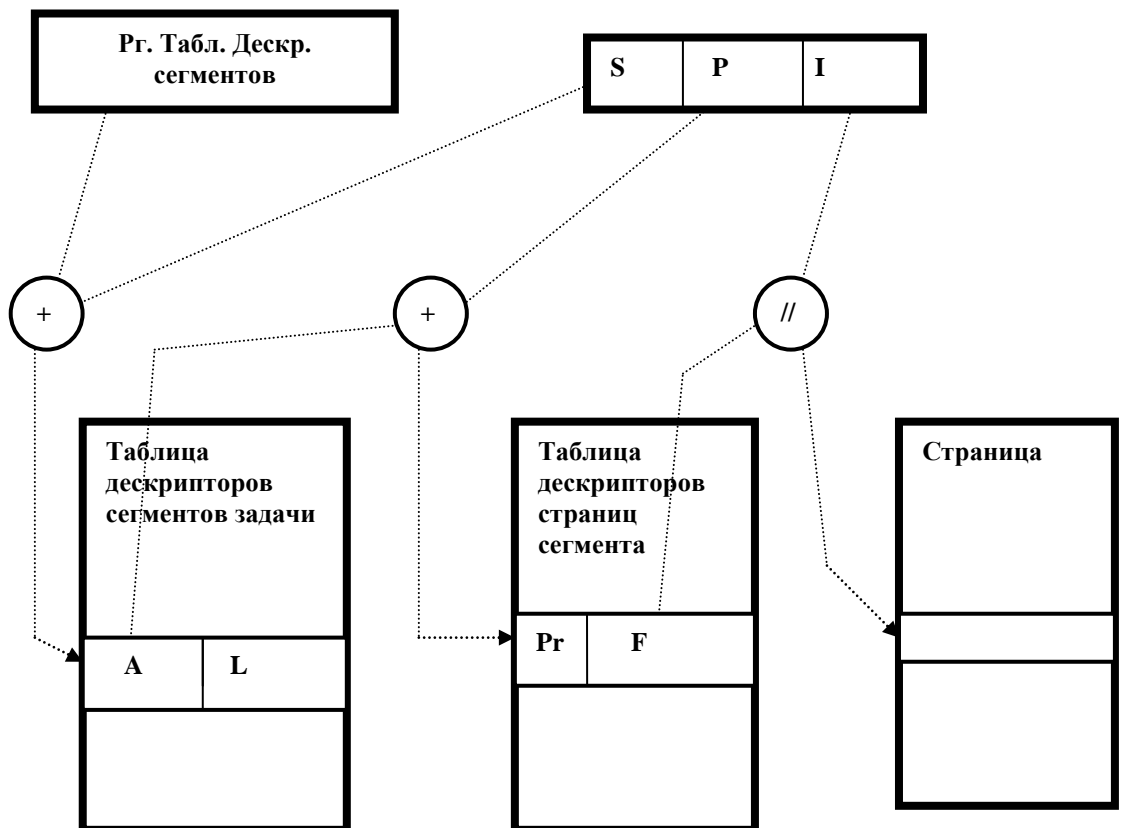 Рг. Табл. Дескр.
сегментов
S P I
+
+
//
Таблица
дескрипторов
сегментов задачи
Таблица
дескрипторов
страниц
сегмента
Страница
A L
Pr F